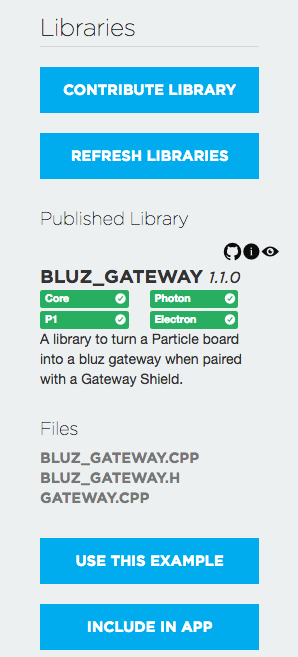 Libraries
CONTRIBUTE LIBRARY
REFRESH LIBRARIES
Published Library
BLUZ_GATEWAY 1.1.0
Core Photon
P1 Electron
A library to turn a Particle board
into a bluz gateway when paired
with a Gateway Shield.
Files
BLUZ_GATEWAY.CPP
BLUZ_GATEWAY.H
GATEWAY.CPP
USE THIS EXAMPLE
INCLUDE IN APP